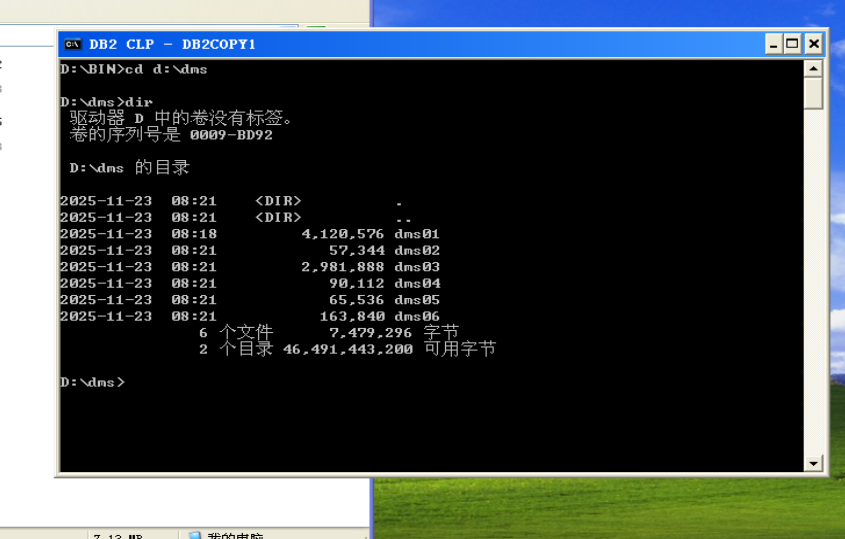 DB2 CLP - DB2COPY1
D:\BIN>cd d:\dms
D:\dms>dir
驱动器 D 中的卷没有标签。
卷的序列号是 0009-BD92
D:\dms 的目录
2025-11-23 08:21 <DIR> .
2025-11-23 08:21 <DIR> ..
2025-11-23 08:18 4,120,576 dms01
2025-11-23 08:21 57,344 dms02
2025-11-23 08:21 2,981,888 dms03
2025-11-23 08:21 90,112 dms04
2025-11-23 08:21 65,536 dms05
2025-11-23 08:21 163,840 dms06
6 个文件 7,479,296 字节
2 个目录 46,491,443,200 可用字节
D:\dms>
7.13 MB 我的电脑